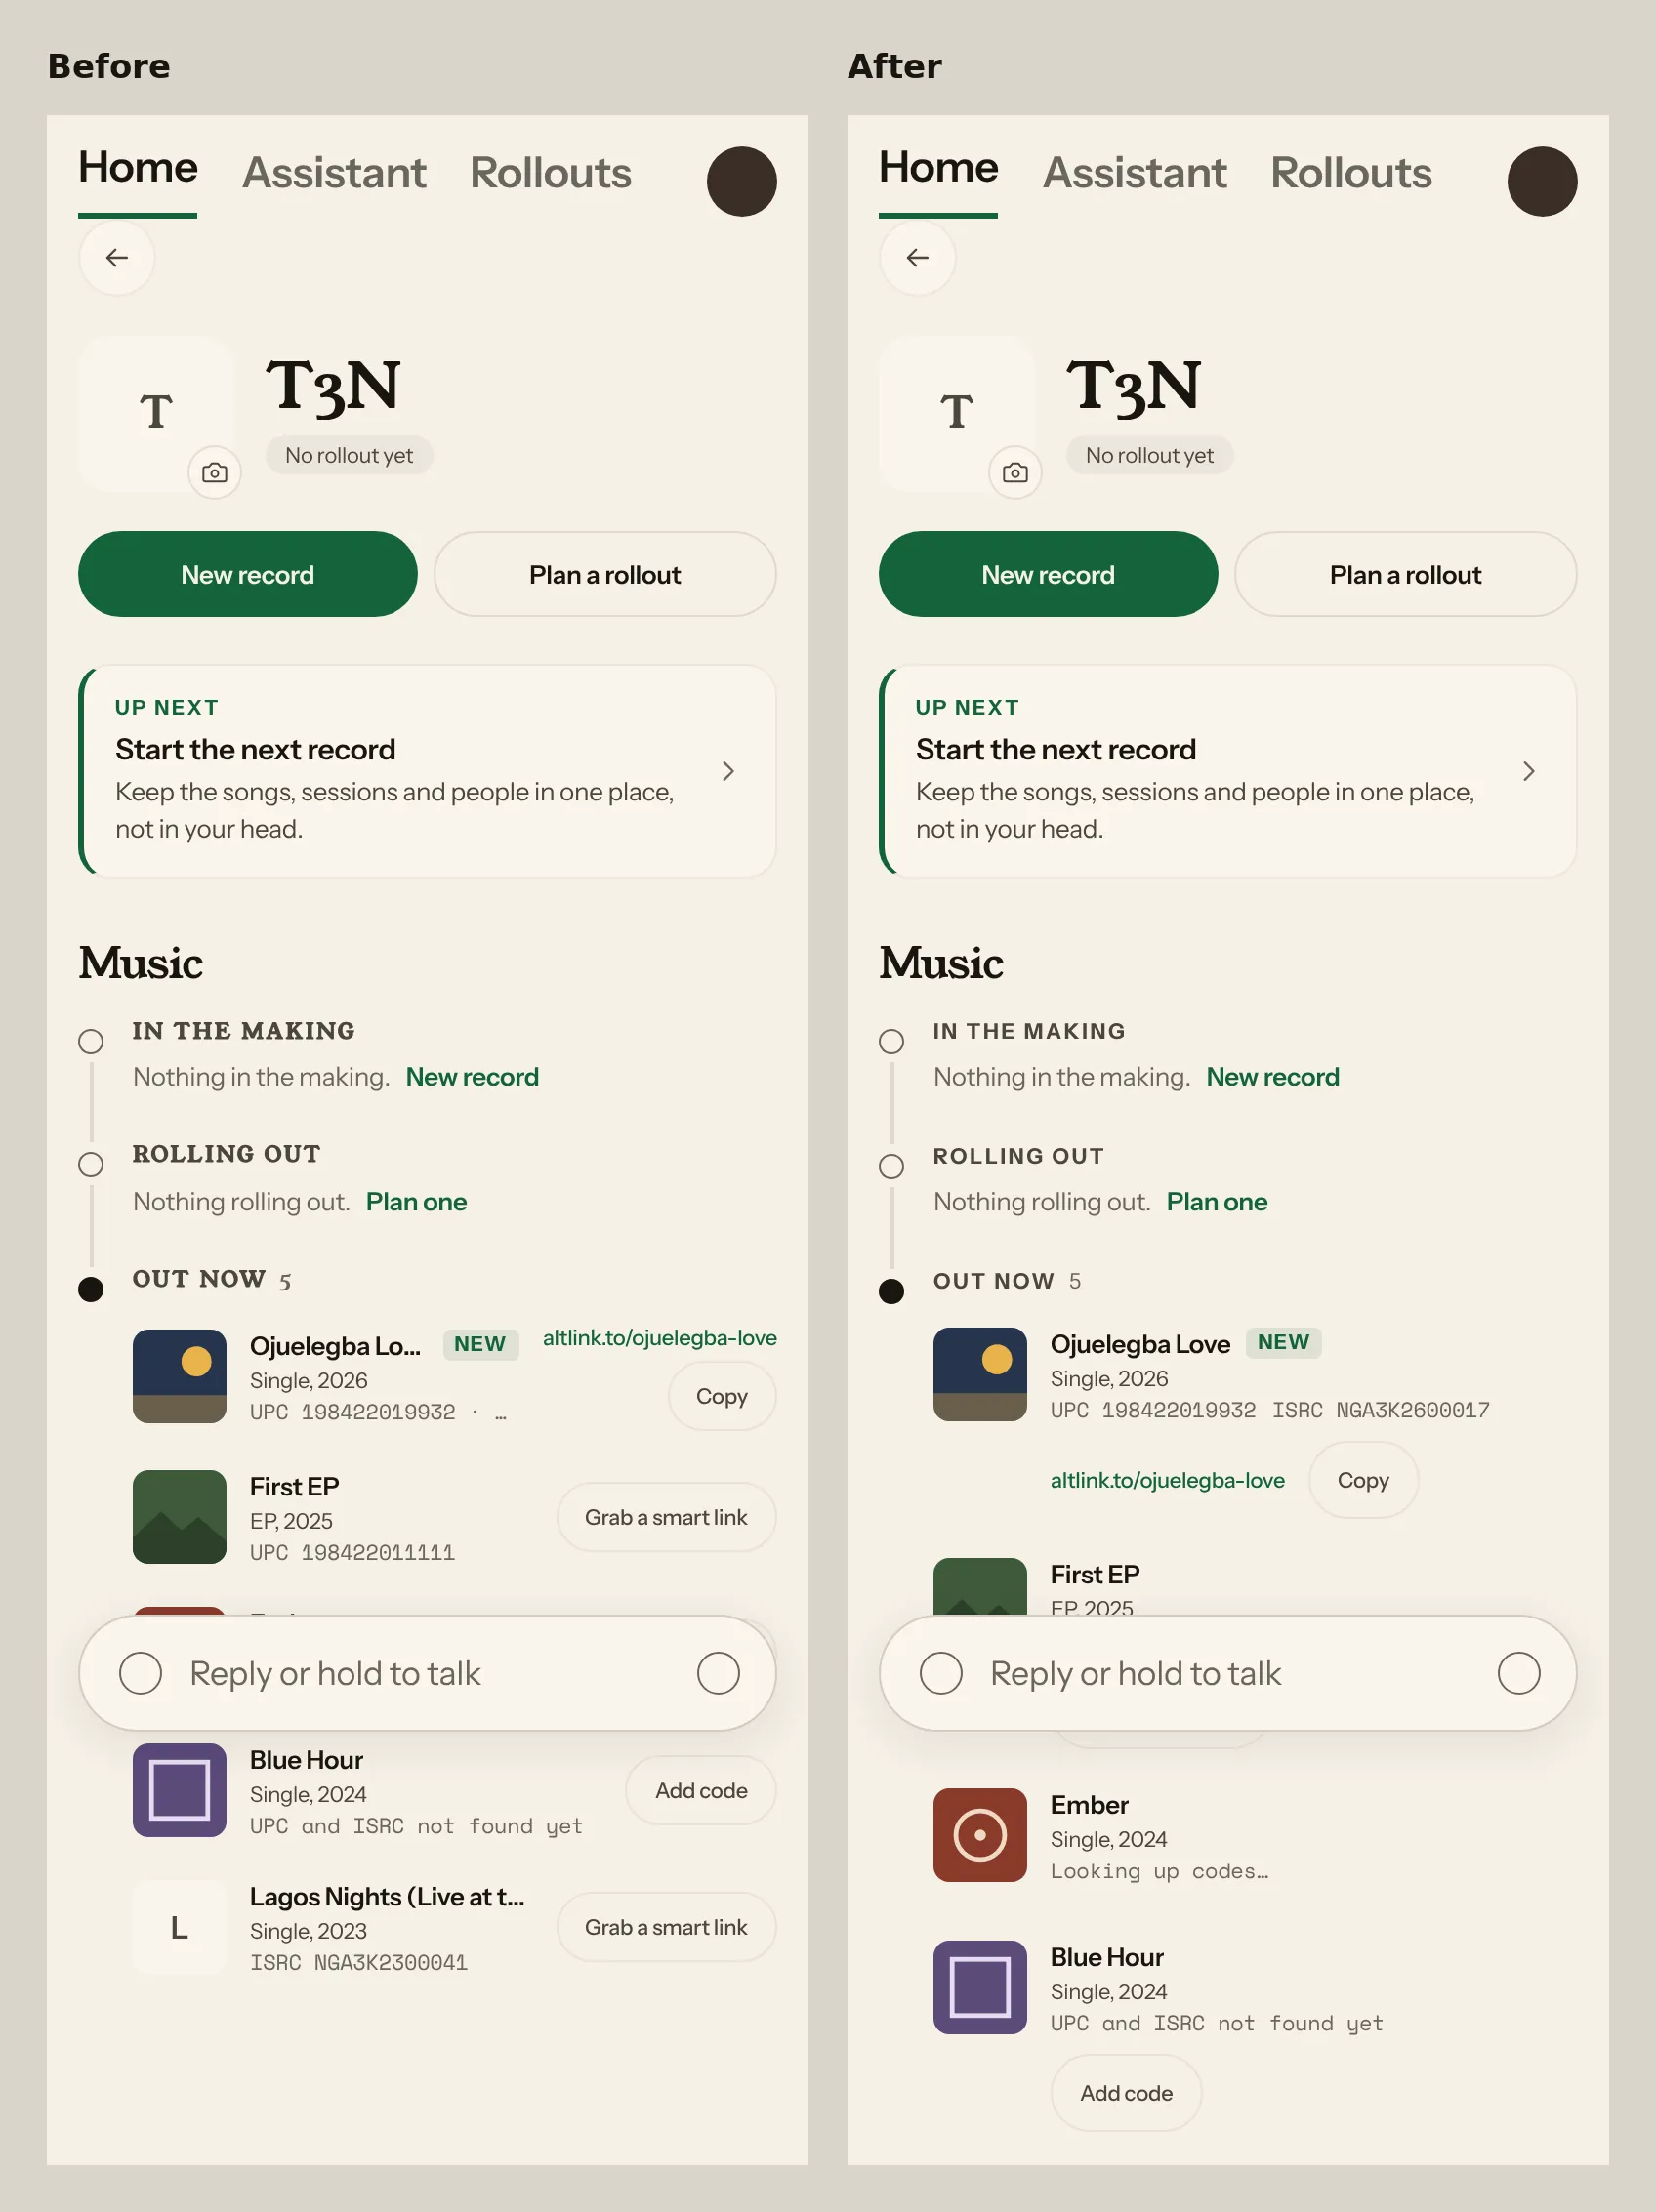 Before
Home Assistant Rollouts
T
T3N
No rollout yet
New record Plan a rollout
UP NEXT
Start the next record
Keep the songs, sessions and people in one place,
not in your head.
Music
IN THE MAKING
Nothing in the making. New record
ROLLING OUT
Nothing rolling out. Plan one
OUT NOW 5
Ojuelegba Lo… NEW altlink.to/ojuelegba-love
Single, 2026
UPC 198422019932 · …
Copy
First EP
EP, 2025
UPC 198422011111
Grab a smart link
Reply or hold to talk
Blue Hour
Single, 2024
UPC and ISRC not found yet
Add code
L
Lagos Nights (Live at t…
Single, 2023
ISRC NGA3K2300041
Grab a smart link
After
Home Assistant Rollouts
T
T3N
No rollout yet
New record Plan a rollout
UP NEXT
Start the next record
Keep the songs, sessions and people in one place,
not in your head.
Music
IN THE MAKING
Nothing in the making. New record
ROLLING OUT
Nothing rolling out. Plan one
OUT NOW 5
Ojuelegba Love NEW
Single, 2026
UPC 198422019932 ISRC NGA3K2600017
altlink.to/ojuelegba-love Copy
First EP
EP, 2025
Reply or hold to talk
Ember
Single, 2024
Looking up codes…
Blue Hour
Single, 2024
UPC and ISRC not found yet
Add code